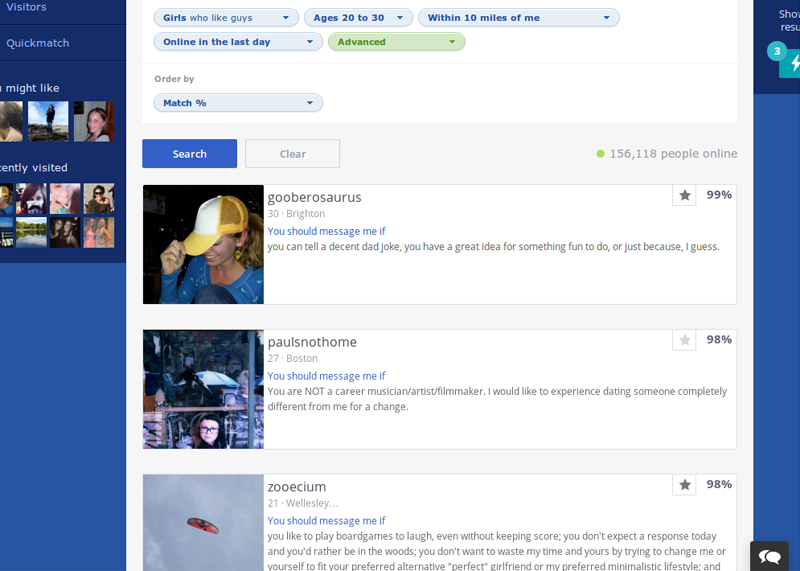 Visitors
Quickmatch
u might like
cently visited
Girls who like guys
Ages 20 to 30
Within 10 miles of me
Online in the last day
Advanced
Order by
Match %
Search
Clear
156,118 people online
Show
resu
3
gooberosaurus
99%
30 · Brighton
You should message me if
you can tell a decent dad joke, you have a great idea for something fun to do, or just because, I guess.
paulsnothome
98%
27 · Boston
You should message me if
You are NOT a career musician/artist/filmmaker. I would like to experience dating someone completely
different from me for a change.
zooecium
98%
21 · Wellesley...
You should message me if
you like to play boardgames to laugh, even without keeping score; you don't expect a response today
and you'd rather be in the woods; you don't want to waste my time and yours by trying to change me or
yourself to fit your preferred alternative "perfect" girlfriend or my preferred minimalistic lifestyle; and